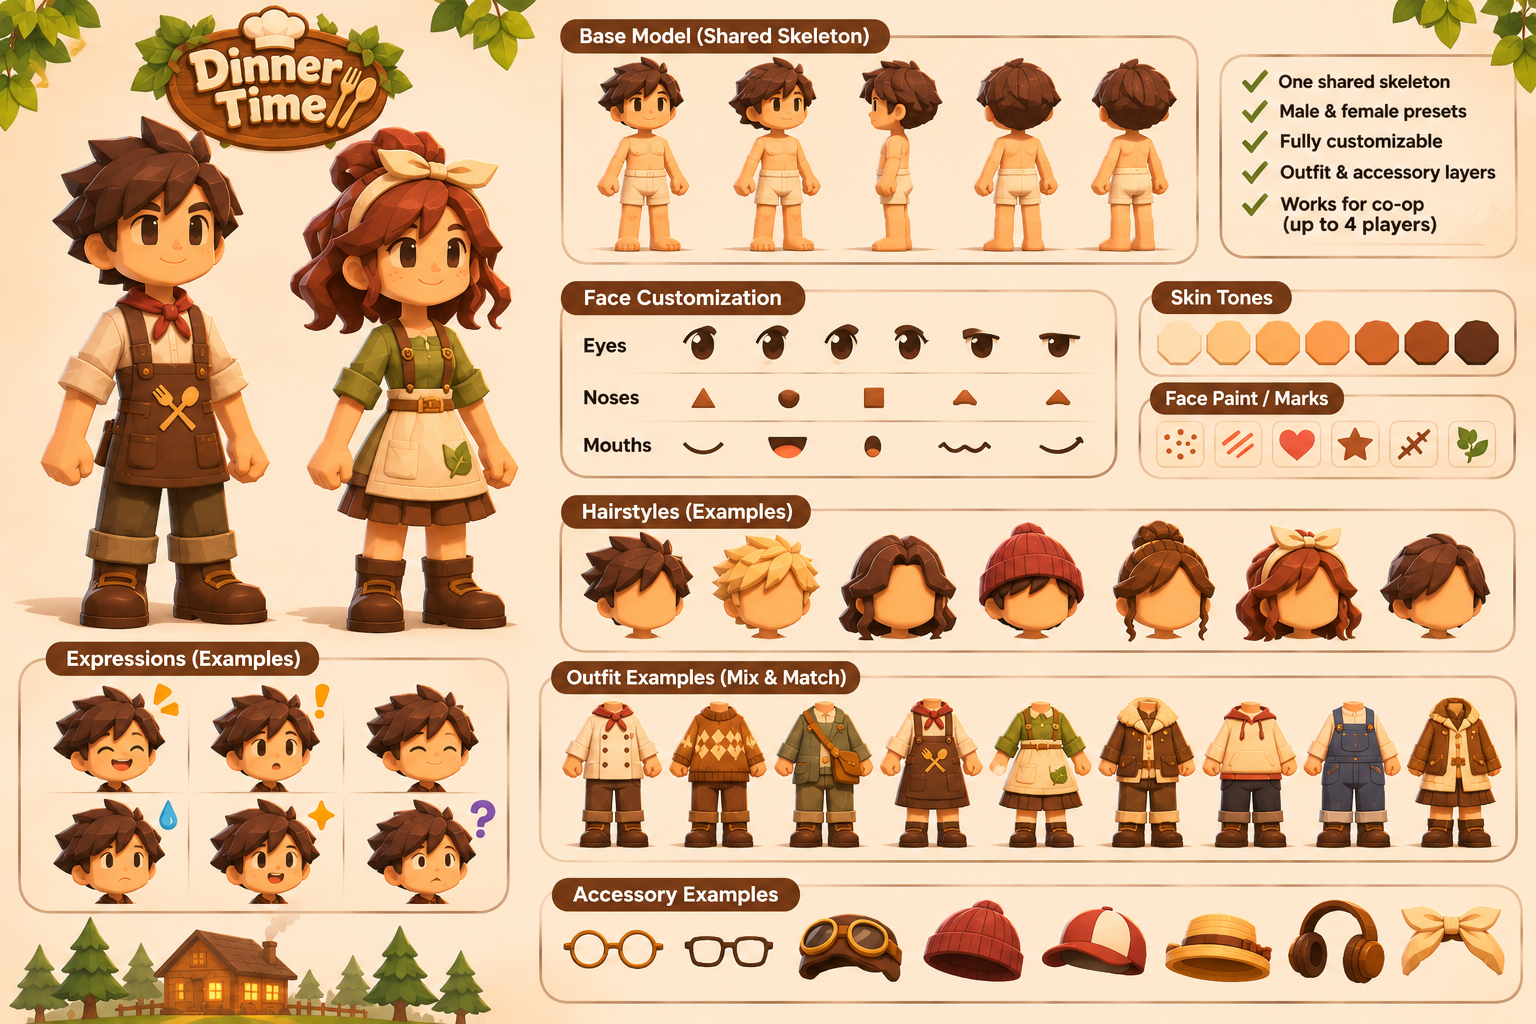 Dinner
Time
Base Model (Shared Skeleton)
One shared skeleton
Male & female presets
Fully customizable
Outfit & accessory layers
Works for co-op
(up to 4 players)
Face Customization
Eyes
Noses
Mouths
Skin Tones
Face Paint / Marks
Hairstyles (Examples)
Expressions (Examples)
!
?
Outfit Examples (Mix & Match)
Accessory Examples